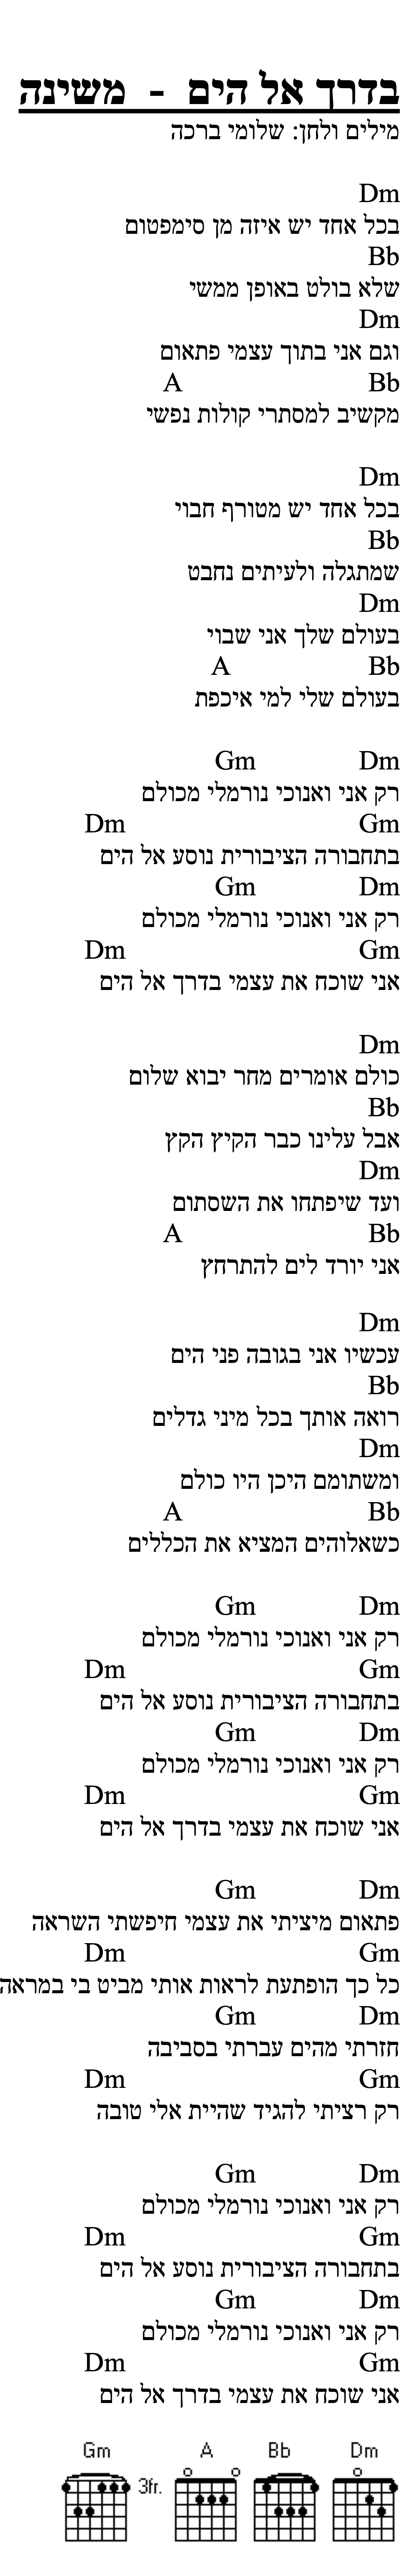 בדרך אל הים - משינה
מילים ולחן: שלומי ברכה
Dm
בכל אחד יש איזה מן סימפטום
Bb
שלא בולט באופן ממשי
Dm
וגם אני בתוך עצמי פתאום
Bb A
מקשיב למסתרי קולות נפשי
Dm
בכל אחד יש מטורף חבוי
Bb
שמתגלה ולעיתים נחבט
Dm
בעולם שלך אני שבוי
Bb A
בעולם שלי למי איכפת
Dm Gm
רק אני ואנוכי נורמלי מכולם
Gm Dm
בתחבורה הציבורית נוסע אל הים
Dm Gm
רק אני ואנוכי נורמלי מכולם
Gm Dm
אני שוכח את עצמי בדרך אל הים
Dm
כולם אומרים מחר יבוא שלום
Bb
אבל עלינו כבר הקיץ הקץ
Dm
ועד שיפתחו את השסתום
Bb A
אני יורד לים להתרחץ
Dm
עכשיו אני בגובה פני הים
Bb
רואה אותך בכל מיני גדלים
Dm
ומשתומם היכן היו כולם
Bb A
כשאלוהים המציא את הכללים
Dm Gm
רק אני ואנוכי נורמלי מכולם
Gm Dm
בתחבורה הציבורית נוסע אל הים
Dm Gm
רק אני ואנוכי נורמלי מכולם
Gm Dm
אני שוכח את עצמי בדרך אל הים
Dm Gm
פתאום מיציתי את עצמי חיפשתי השראה
Gm Dm
כל כך הופתעת לראות אותי מביט בי במראה
Dm Gm
חזרתי מהים עברתי בסביבה
Gm Dm
רק רציתי להגיד שהיית אלי טובה
Dm Gm
רק אני ואנוכי נורמלי מכולם
Gm Dm
בתחבורה הציבורית נוסע אל הים
Dm Gm
רק אני ואנוכי נורמלי מכולם
Gm Dm
אני שוכח את עצמי בדרך אל הים
Gm A Bb Dm
3fr.